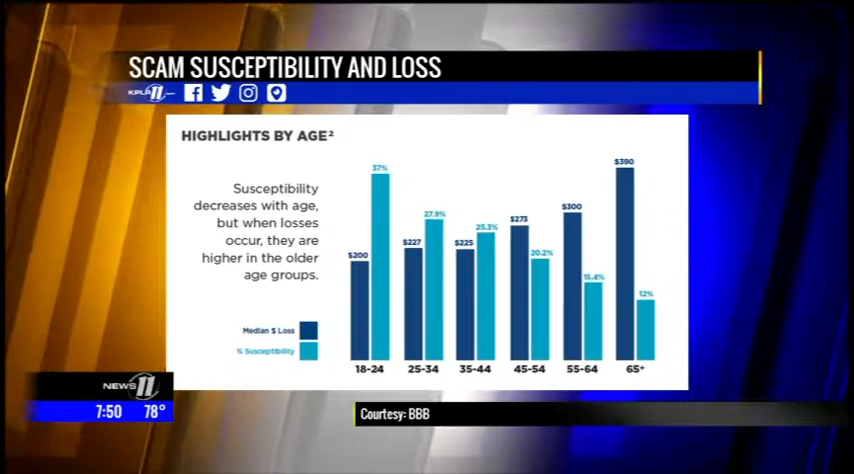 SCAM SUSCEPTIBILITY AND LOSS
KPLR 11
HIGHLIGHTS BY AGE²
Susceptibility
decreases with age,
but when losses
occur, they are
higher in the older
age groups.
Median $ Loss
% Susceptibility
$200
37%
$227
27.9%
$225
25.3%
$273
20.2%
$300
15.4%
$390
12%
18-24
25-34
35-44
45-54
55-64
65+
NEWS 11
7:50 78°
Courtesy: BBB